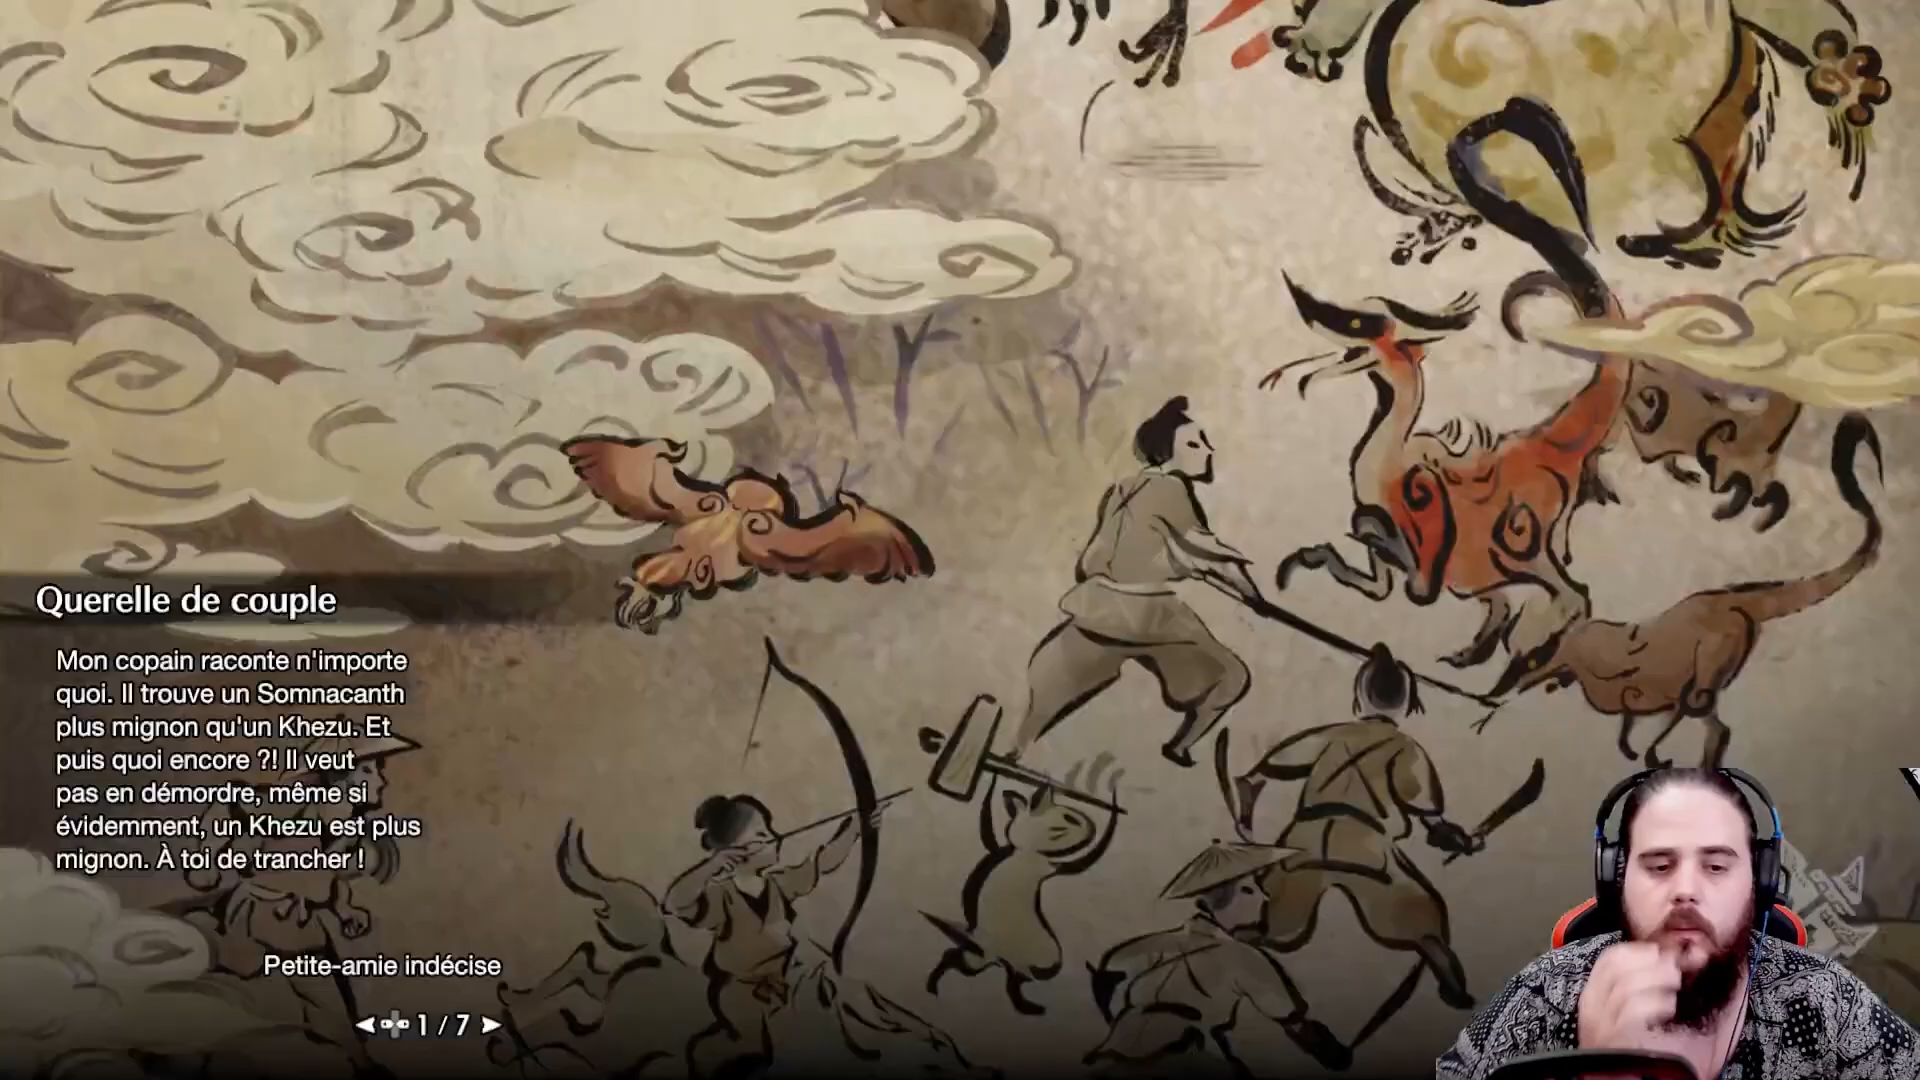 Querelle de couple
Mon copain raconte n'importe
quoi. Il trouve un Somnacanth
plus mignon qu'un Khezu. Et
puis quoi encore ?! Il veut
pas en démordre, même si
évidemment, un Khezu est plus
mignon. À toi de trancher !
Petite-amie indécise
1 / 7